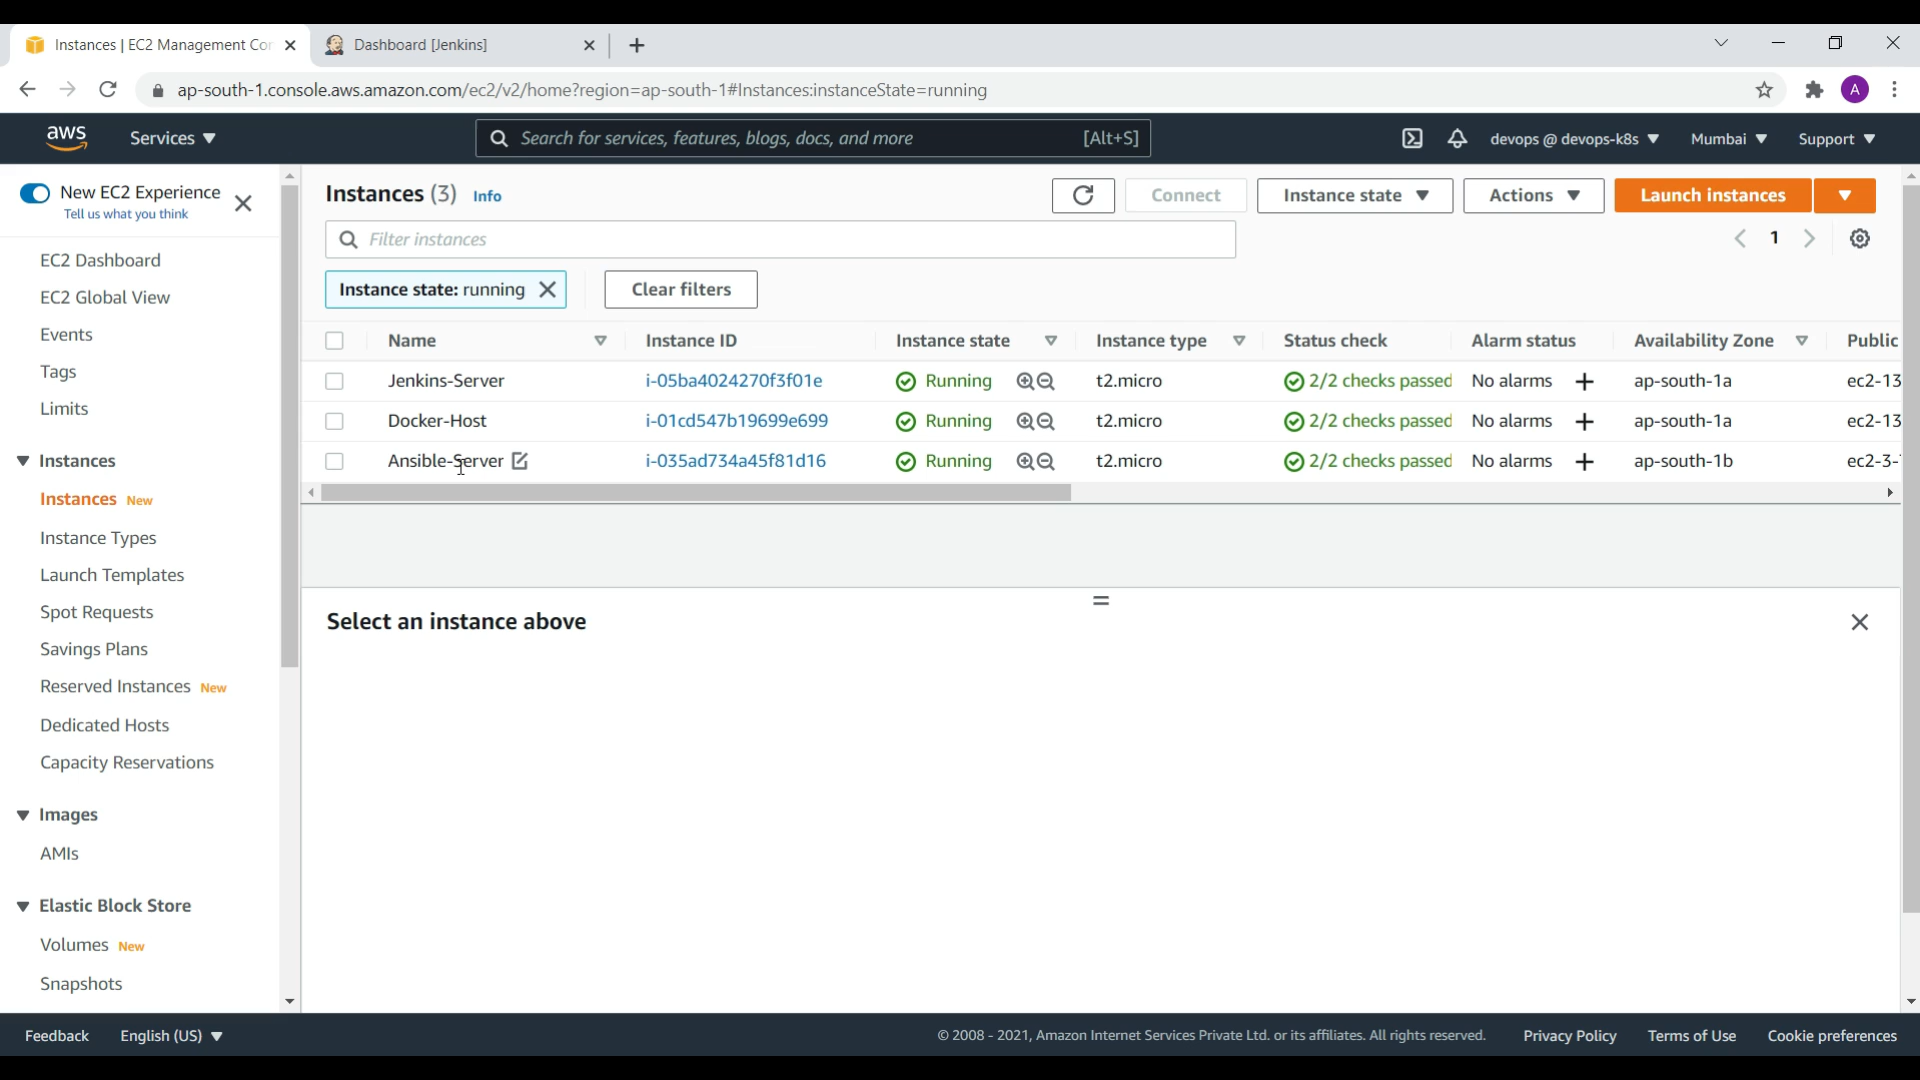 Instances | EC2 Management Con
Dashboard [Jenkins]
ap-south-1.console.aws.amazon.com/ec2/v2/home?region=ap-south-1#Instances:instanceState=running
A
aws
Services
Search for services, features, blogs, docs, and more
[Alt+S]
devops @ devops-k8s
Mumbai
Support
New EC2 Experience
Tell us what you think
EC2 Dashboard
EC2 Global View
Events
Tags
Limits
Instances
Instances New
Instance Types
Launch Templates
Spot Requests
Savings Plans
Reserved Instances New
Dedicated Hosts
Capacity Reservations
Images
AMIs
Elastic Block Store
Volumes New
Snapshots
Instances (3) Info
Connect
Instance state
Actions
Launch instances
Filter instances
1
Instance state: running
Clear filters
Name Instance ID Instance state Instance type Status check Alarm status Availability Zone Public
Jenkins-Server i-05ba4024270f3f01e Running t2.micro 2/2 checks passed No alarms + ap-south-1a ec2-13
Docker-Host i-01cd547b19699e699 Running t2.micro 2/2 checks passed No alarms + ap-south-1a ec2-13
Ansible-Server i-035ad734a45f81d16 Running t2.micro 2/2 checks passed No alarms + ap-south-1b ec2-3-
Select an instance above
Feedback
English (US)
© 2008 - 2021, Amazon Internet Services Private Ltd. or its affiliates. All rights reserved.
Privacy Policy
Terms of Use
Cookie preferences